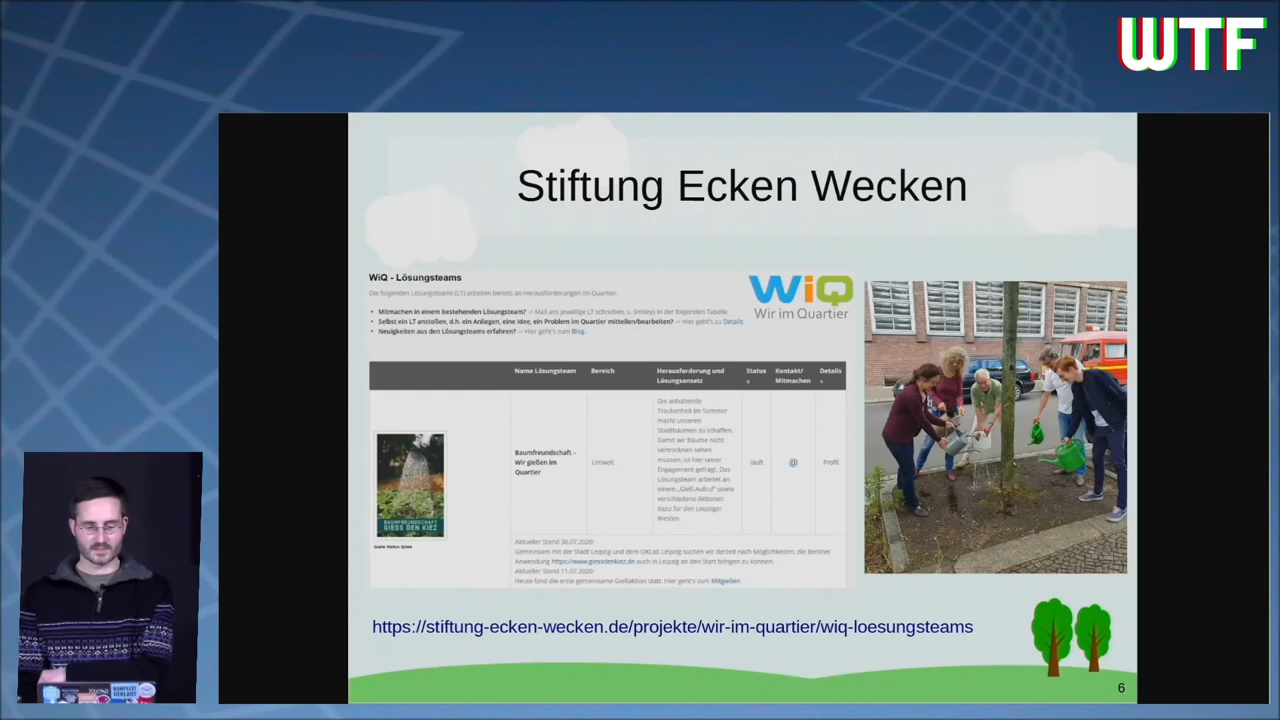 WTF
Stiftung Ecken Wecken
WiQ - Lösungsteams
Die folgenden Lösungsteams (LT) arbeiten bereits an Herausforderungen im Quartier.
• Mitmachen in einem bestehenden Lösungsteam? -> Mail ans jeweilige LT schreiben, s. Smileys in der folgenden Tabelle
• Selbst ein LT anstoßen, d.h. ein Anliegen, eine Idee, ein Problem im Quartier mitteilen/bearbeiten? -> Hier geht's zu Details
• Neuigkeiten aus den Lösungsteams erfahren? -> Hier geht's zum Blog.
WiQ
Wir im Quartier
Name Lösungsteam Bereich Herausforderung und Status Kontakt/ Details
Lösungsansatz Mitmachen
Die anhaltende
Trockenheit im Sommer
macht unseren
Stadtbäumen zu schaffen.
Damit wir Bäume nicht
vertrocknen sehen
müssen, ist hier unser
Engagement gefragt. Das
Lösungsteam arbeitet an
einem „Gieß-Aufruf" sowie
verschiedene Aktionen
dazu für den Leipziger
Westen.
Baumfreundschaft –
Wir gießen im
Quartier
Umwelt
läuft
@
Profil
BAUMFREUNDSCHAFT
GIESS DEN KIEZ
Aktueller Stand 30.07.2020:
Gemeinsam mit der Stadt Leipzig und dem OKLab Leipzig suchen wir derzeit nach Möglichkeiten, die Berliner
Anwendung https://www.giessdenkiez.de auch in Leipzig an den Start bringen zu können.
Aktueller Stand 11.07.2020:
Heute fand die erste gemeinsame Gießaktion statt. Hier geht's zum Mitgießen
https://stiftung-ecken-wecken.de/projekte/wir-im-quartier/wiq-loesungsteams
6
KOMPLETT
GEKLAUT